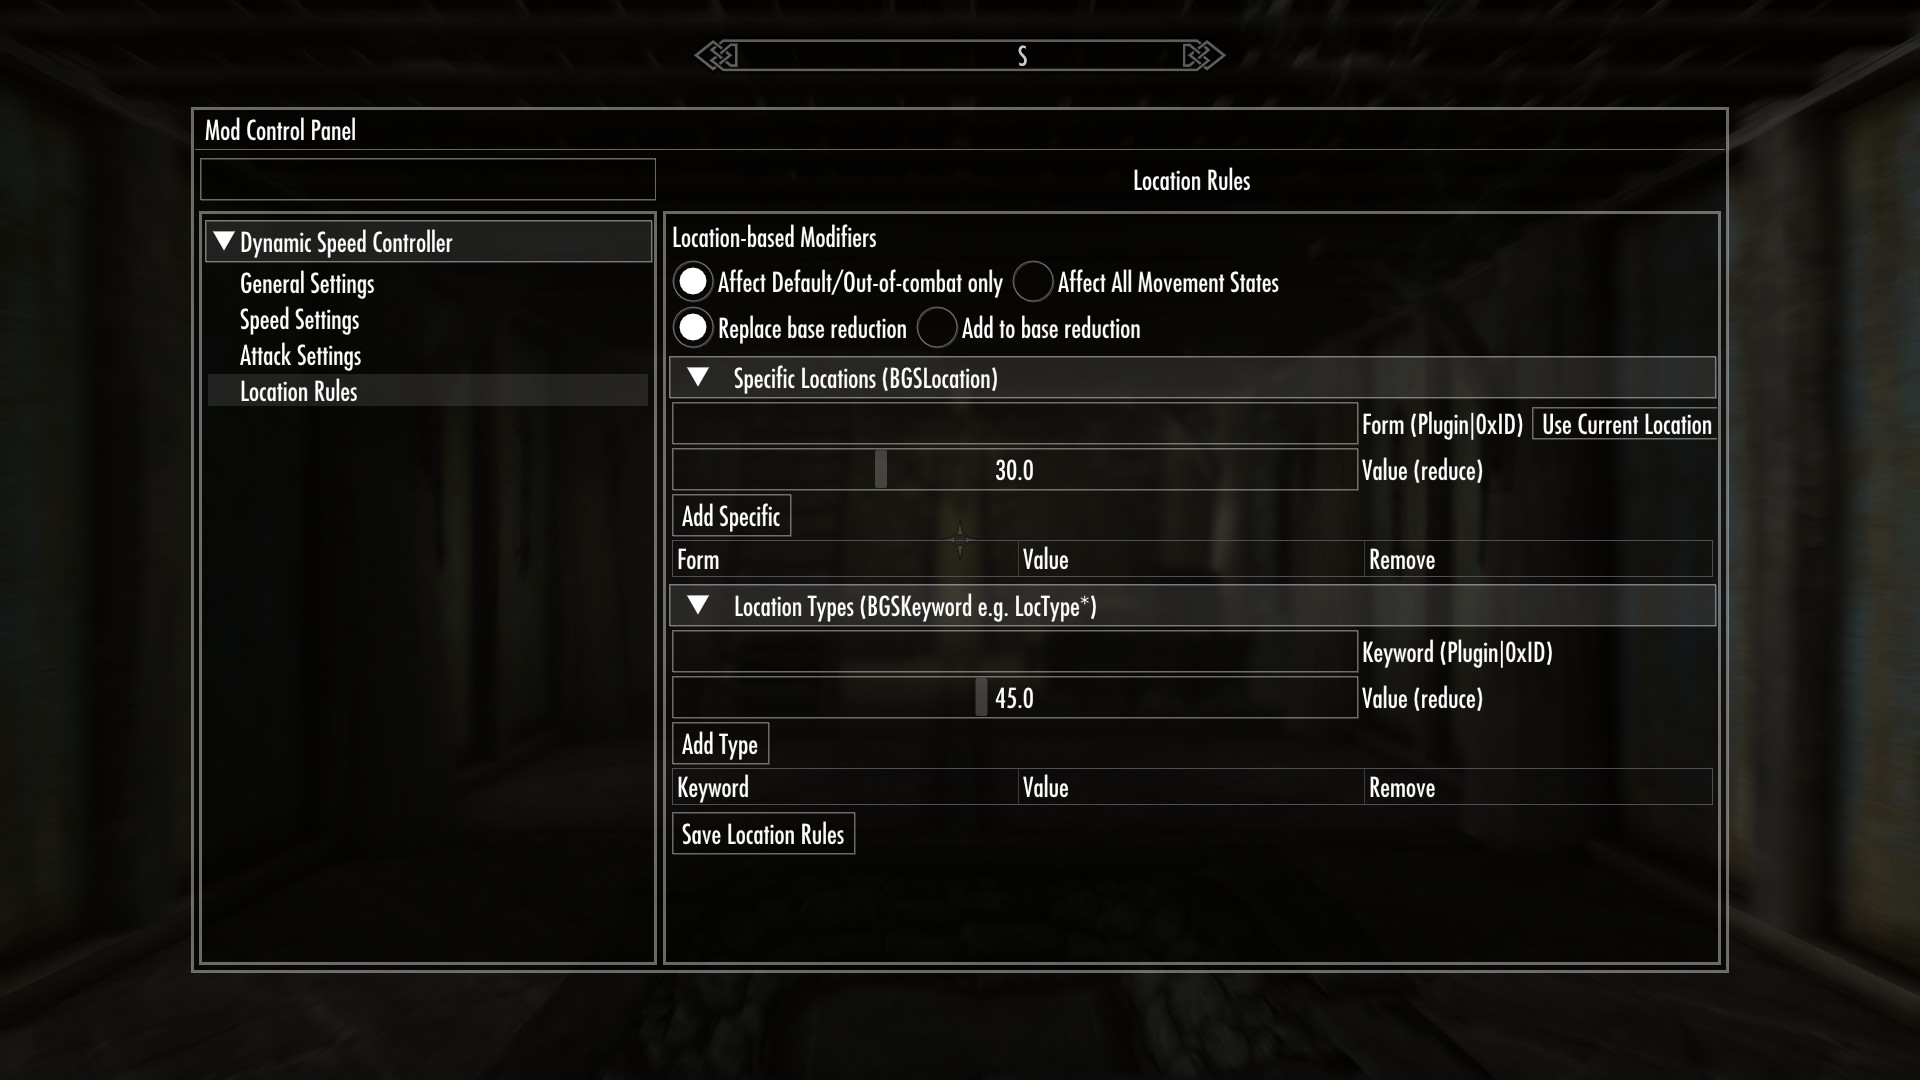 S
Mod Control Panel
Location Rules
Dynamic Speed Controller
General Settings
Speed Settings
Attack Settings
Location Rules
Location-based Modifiers
Affect Default/Out-of-combat only Affect All Movement States
Replace base reduction Add to base reduction
Specific Locations (BGSLocation)
Form (Plugin|0xID) Use Current Location
30.0 Value (reduce)
Add Specific
Form Value Remove
Location Types (BGSKeyword e.g. LocType*)
Keyword (Plugin|0xID)
45.0 Value (reduce)
Add Type
Keyword Value Remove
Save Location Rules